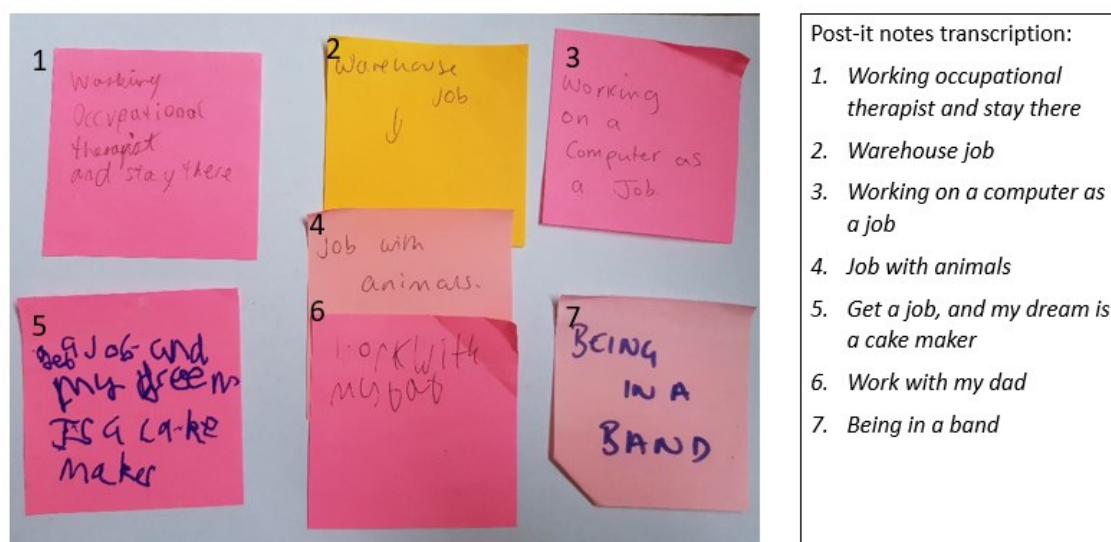 1
Working
Occupational
therapist
and stay there
2
Warehouse
Job
3
Working
on a
Computer as
a Job
4
Job with
animals.
5
Get a Job and
my dreem
Is a cake
maker
6
Work with
my dad
7
BEING
IN A
BAND
Post-it notes transcription:
1. Working occupational
therapist and stay there
2. Warehouse job
3. Working on a computer as
a job
4. Job with animals
5. Get a job, and my dream is
a cake maker
6. Work with my dad
7. Being in a band